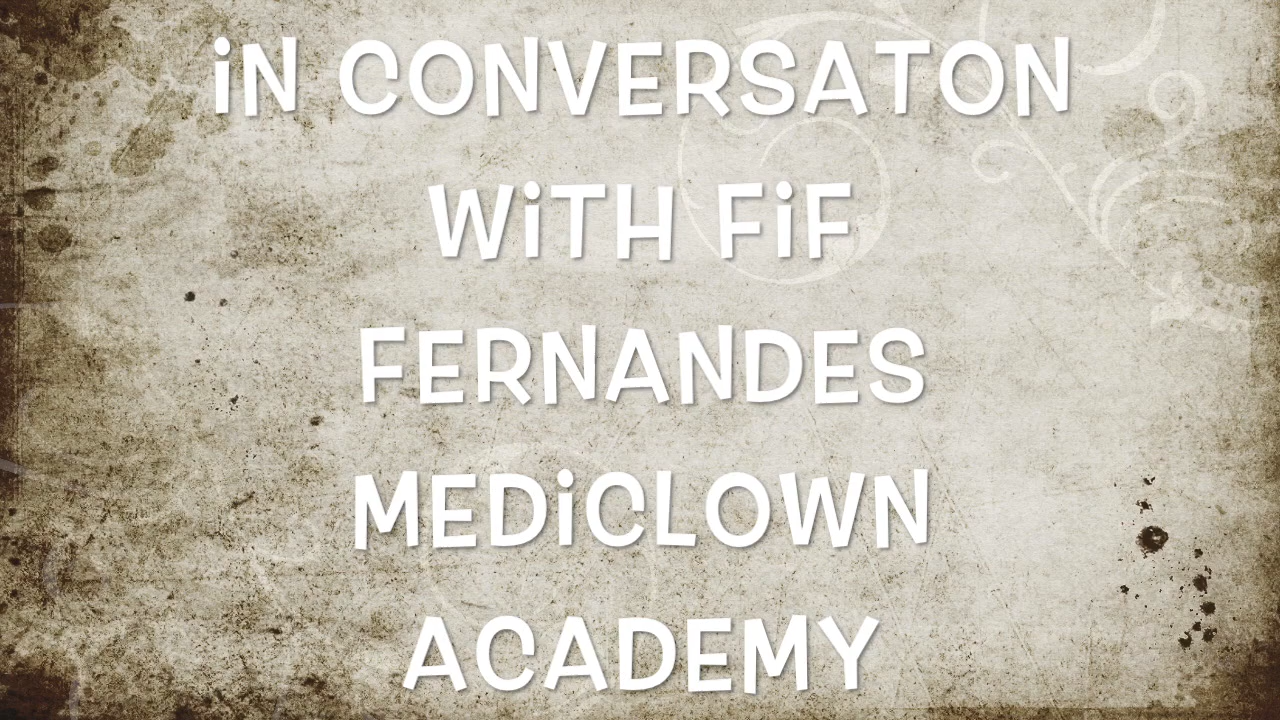 iN CONVERSATON
WiTH FiF
FERNANDES
MEDiCLOWN
ACADEMY